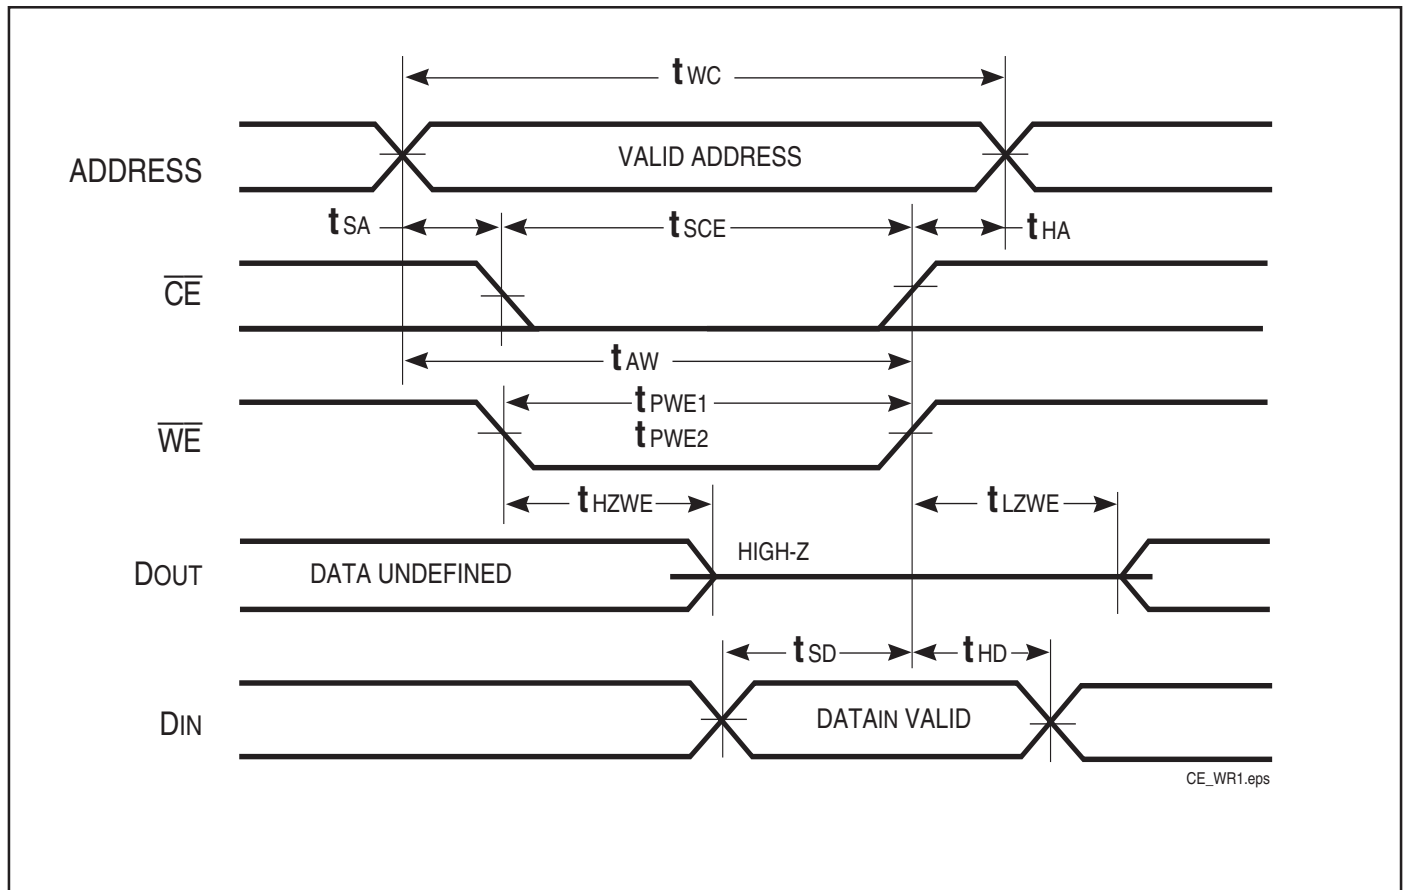 tWC
ADDRESS
VALID ADDRESS
tSA
tSCE
tHA
CE
tAW
tPWE1
WE
tPWE2
tHZWE
tLZWE
DOUT
DATA UNDEFINED
HIGH-Z
tSD
tHD
DIN
DATAIN VALID
CE_WR1.eps